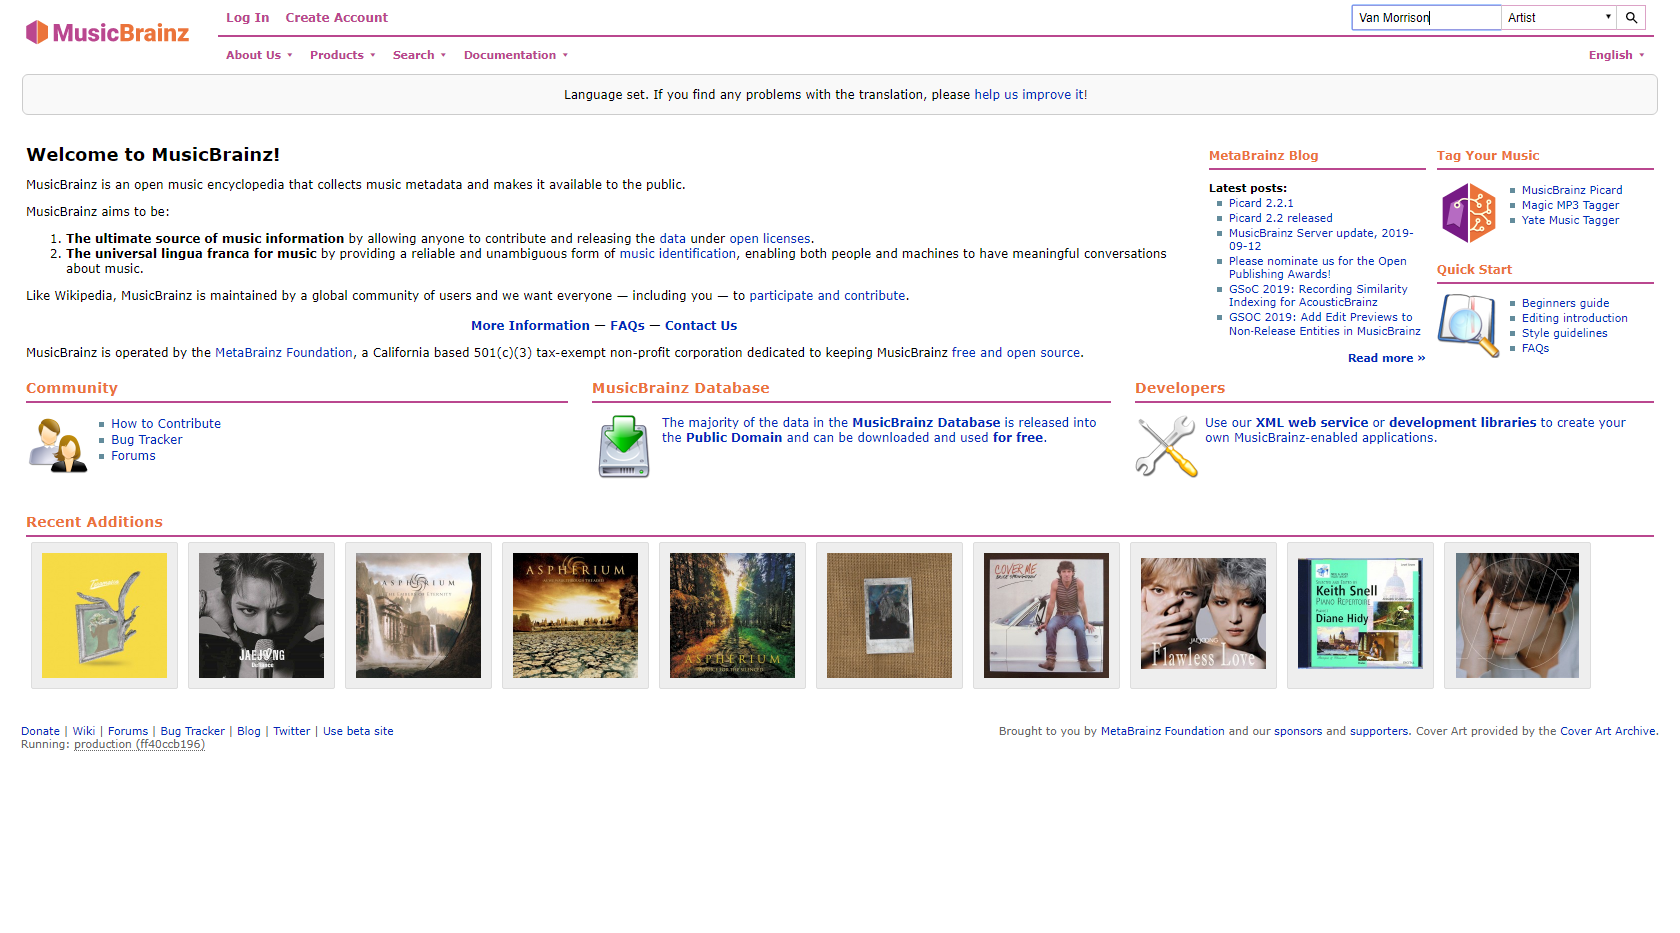 MusicBrainz
Log In Create Account
Van Morrison Artist
About Us Products Search Documentation
English
Language set. If you find any problems with the translation, please help us improve it!
Welcome to MusicBrainz!
MusicBrainz is an open music encyclopedia that collects music metadata and makes it available to the public.
MusicBrainz aims to be:
1. The ultimate source of music information by allowing anyone to contribute and releasing the data under open licenses.
2. The universal lingua franca for music by providing a reliable and unambiguous form of music identification, enabling both people and machines to have meaningful conversations
about music.
Like Wikipedia, MusicBrainz is maintained by a global community of users and we want everyone — including you — to participate and contribute.
More Information — FAQs — Contact Us
MusicBrainz is operated by the MetaBrainz Foundation, a California based 501(c)(3) tax-exempt non-profit corporation dedicated to keeping MusicBrainz free and open source.
MetaBrainz Blog
Latest posts:
Picard 2.2.1
Picard 2.2 released
MusicBrainz Server update, 2019-
09-12
Please nominate us for the Open
Publishing Awards!
GSoC 2019: Recording Similarity
Indexing for AcousticBrainz
GSOC 2019: Add Edit Previews to
Non-Release Entities in MusicBrainz
Read more »
Tag Your Music
MusicBrainz Picard
Magic MP3 Tagger
Yate Music Tagger
Quick Start
Beginners guide
Editing introduction
Style guidelines
FAQs
Community
How to Contribute
Bug Tracker
Forums
MusicBrainz Database
The majority of the data in the MusicBrainz Database is released into
the Public Domain and can be downloaded and used for free.
Developers
Use our XML web service or development libraries to create your
own MusicBrainz-enabled applications.
Recent Additions
JAEJOONG
Defiance
ASPHERIUM
ASPHERIUM
ASPHERIUM
COVER ME
BRUCE SPRINGSTEEN
JAEJOONG
Flawless Love
Keith Snell
PIANO REPERTOIRE
Diane Hidy
Donate | Wiki | Forums | Bug Tracker | Blog | Twitter | Use beta site
Running: production (ff40ccb196)
Brought to you by MetaBrainz Foundation and our sponsors and supporters. Cover Art provided by the Cover Art Archive.